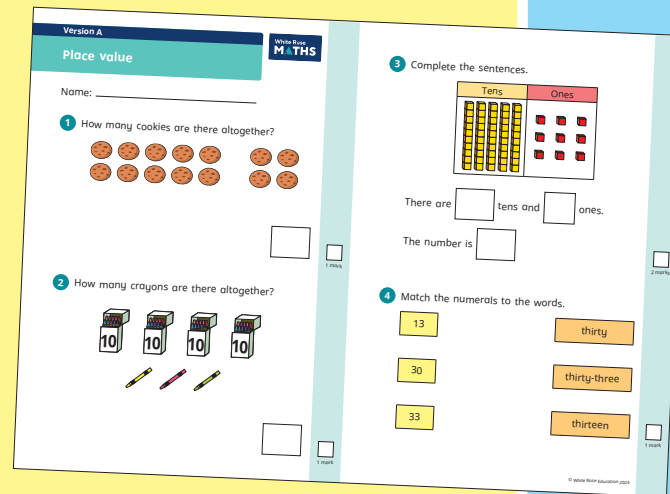 Version A
White Rose
MATHS
Place value
Name:
1 How many cookies are there altogether?
1 mark
2 How many crayons are there altogether?
10
10
10
10
1 mark
3 Complete the sentences.
Tens Ones
There are tens and ones.
The number is
2 marks
4 Match the numerals to the words.
13 thirty
30 thirty-three
33 thirteen
1 mark
© White Rose Education 2024